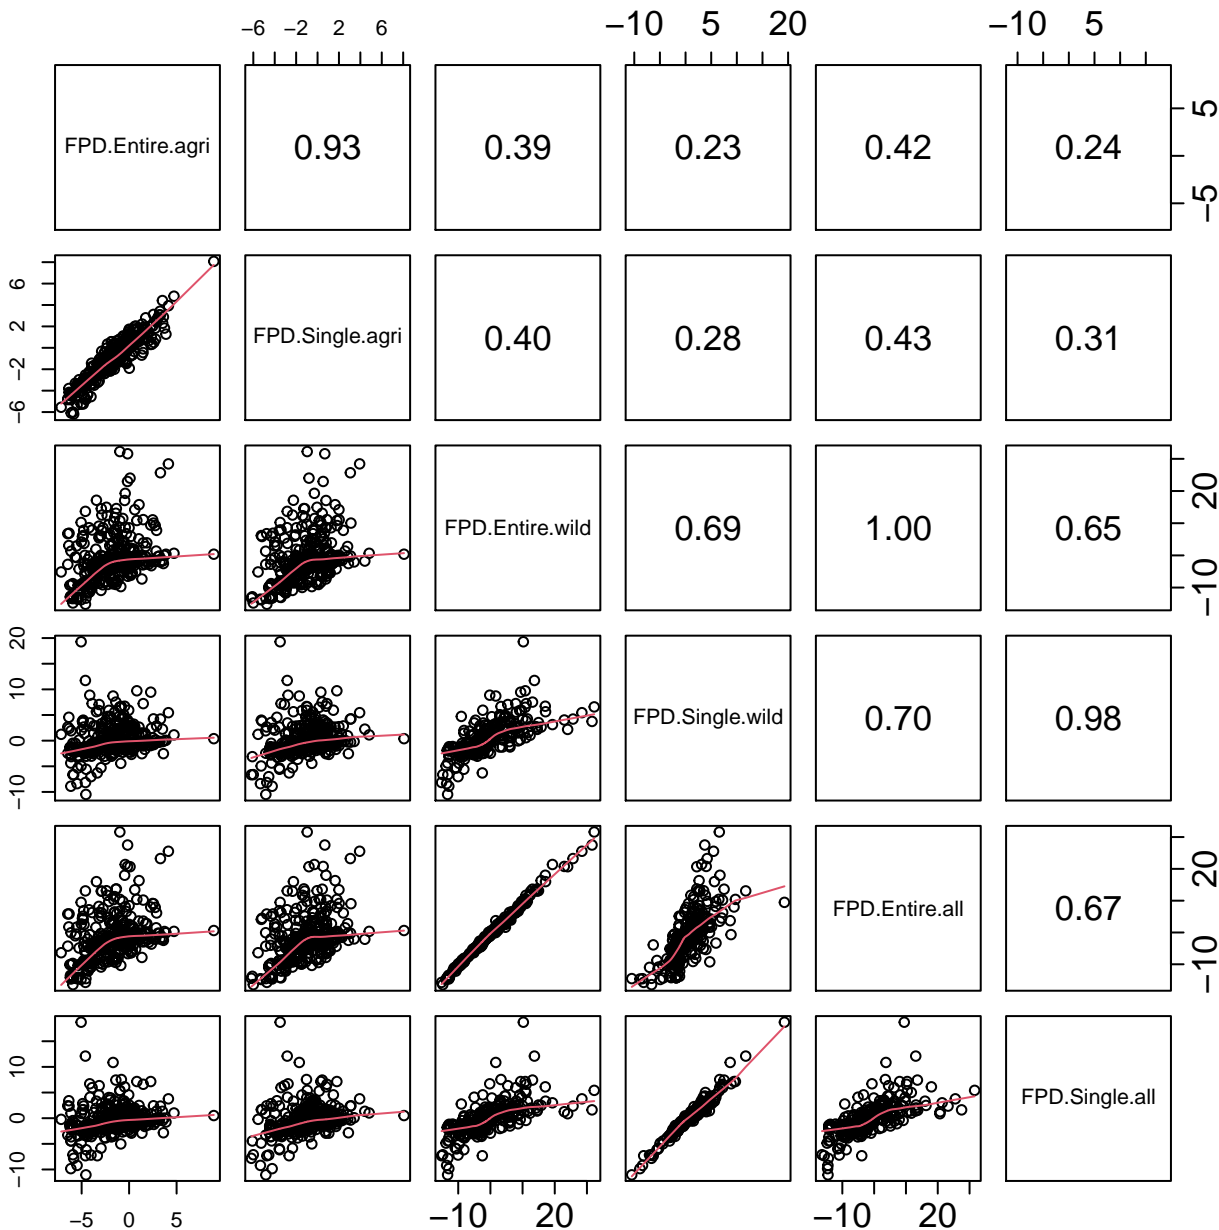 −6 −2 2 6 −10 5 20 −10 5
FPD.Entire.agri 0.93 0.39 0.23 0.42 0.24 −5 5
−6 −2 2 6 FPD.Single.agri 0.40 0.28 0.43 0.31
FPD.Entire.wild 0.69 1.00 0.65 −10 20
−10 0 10 20 FPD.Single.wild 0.70 0.98
FPD.Entire.all 0.67 −10 20
−10 0 10 FPD.Single.all
−5 0 5 −10 20 −10 20